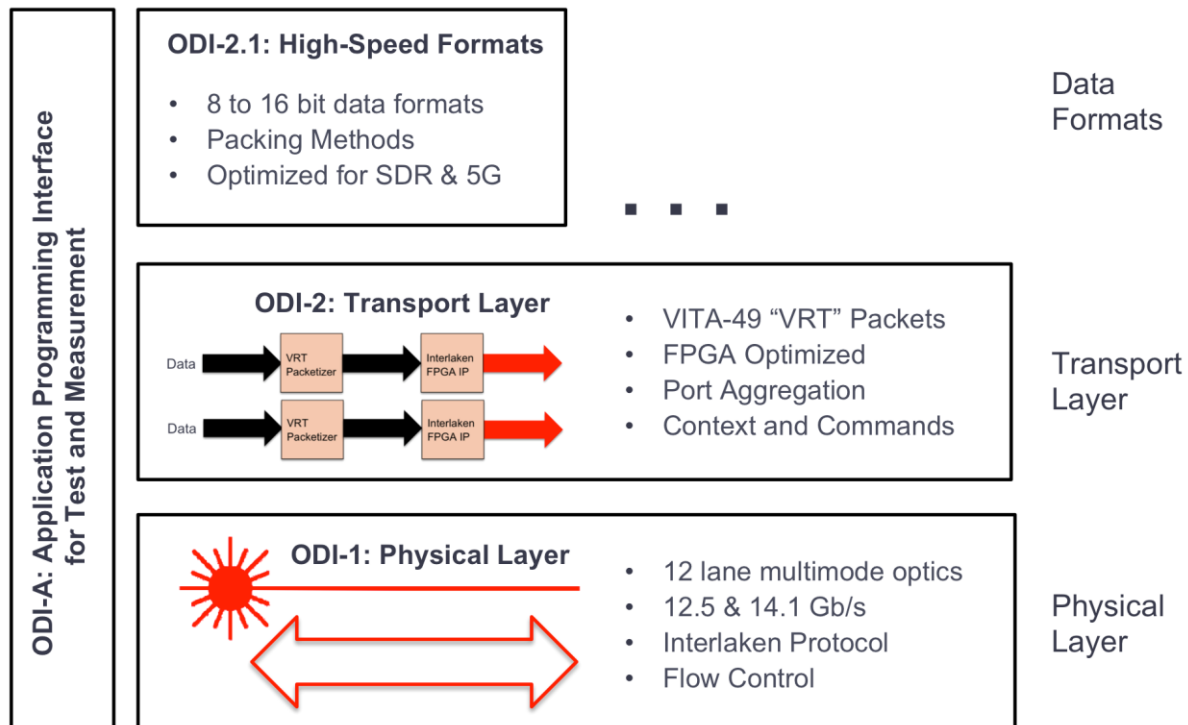 ODI-A: Application Programming Interface
for Test and Measurement
ODI-2.1: High-Speed Formats
• 8 to 16 bit data formats
• Packing Methods
• Optimized for SDR & 5G
. . .
Data
Formats
ODI-2: Transport Layer
Data
VRT
Packetizer
Interlaken
FPGA IP
Data
VRT
Packetizer
Interlaken
FPGA IP
• VITA-49 “VRT” Packets
• FPGA Optimized
• Port Aggregation
• Context and Commands
Transport
Layer
ODI-1: Physical Layer
• 12 lane multimode optics
• 12.5 & 14.1 Gb/s
• Interlaken Protocol
• Flow Control
Physical
Layer